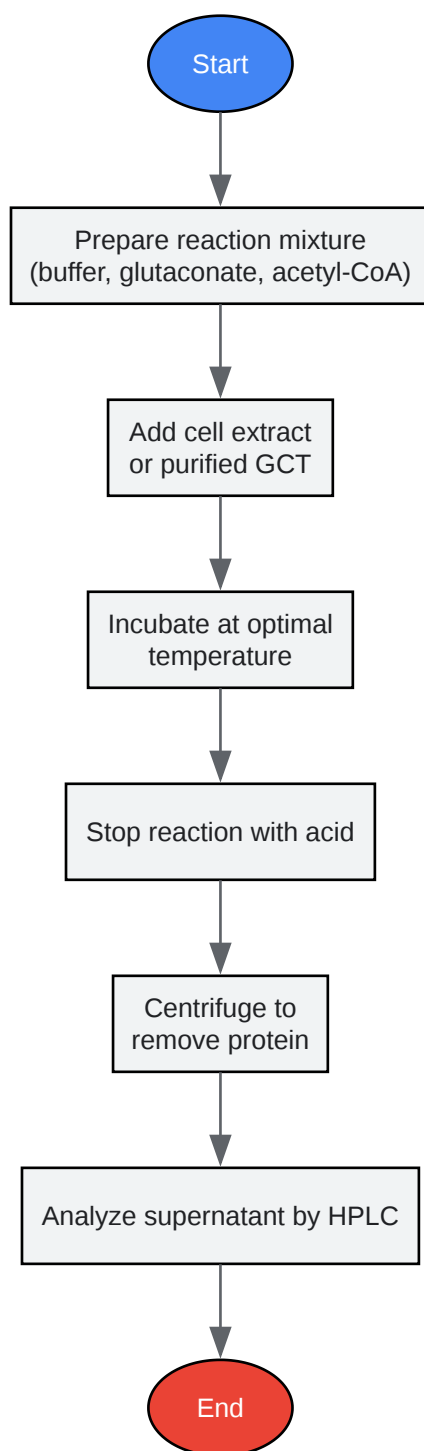 Start
Prepare reaction mixture
(buffer, glutaconate, acetyl-CoA)
Add cell extract
or purified GCT
Incubate at optimal
temperature
Stop reaction with acid
Centrifuge to
remove protein
Analyze supernatant by HPLC
End